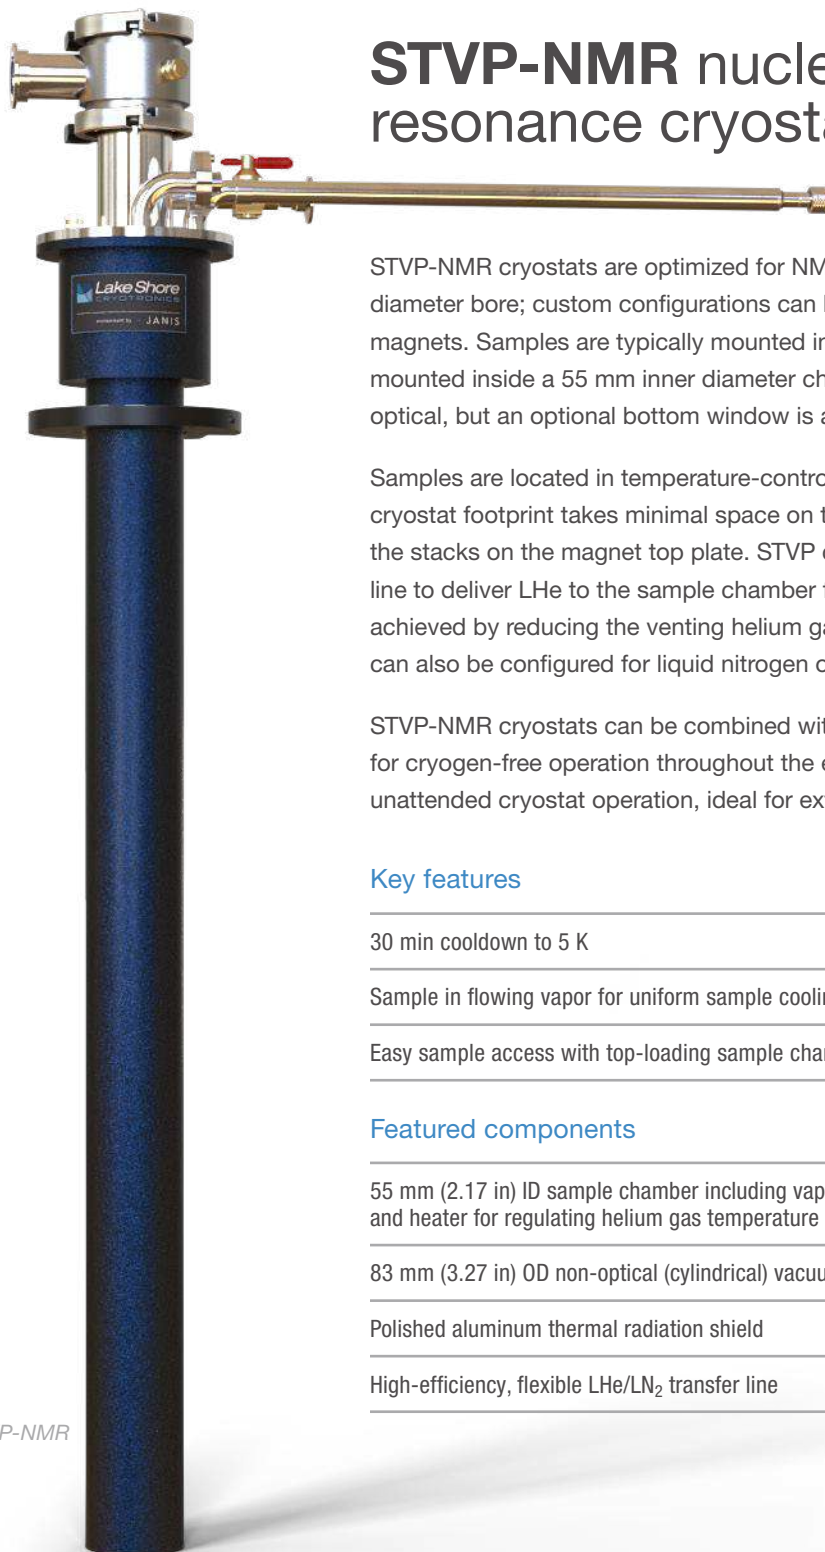 STVP-NMR nucle
resonance cryosta
Lake Shore
CRYOTRONICS
JANIS
STVP-NMR cryostats are optimized for NM
diameter bore; custom configurations can
magnets. Samples are typically mounted in
mounted inside a 55 mm inner diameter ch
optical, but an optional bottom window is a
Samples are located in temperature-contro
cryostat footprint takes minimal space on t
the stacks on the magnet top plate. STVP
line to deliver LHe to the sample chamber
achieved by reducing the venting helium ga
can also be configured for liquid nitrogen o
STVP-NMR cryostats can be combined wit
for cryogen-free operation throughout the e
unattended cryostat operation, ideal for ext
Key features
30 min cooldown to 5 K
Sample in flowing vapor for uniform sample coolin
Easy sample access with top-loading sample cha
Featured components
55 mm (2.17 in) ID sample chamber including vap
and heater for regulating helium gas temperature
83 mm (3.27 in) OD non-optical (cylindrical) vacuu
Polished aluminum thermal radiation shield
High-efficiency, flexible LHe/LN₂ transfer line
P-NMR